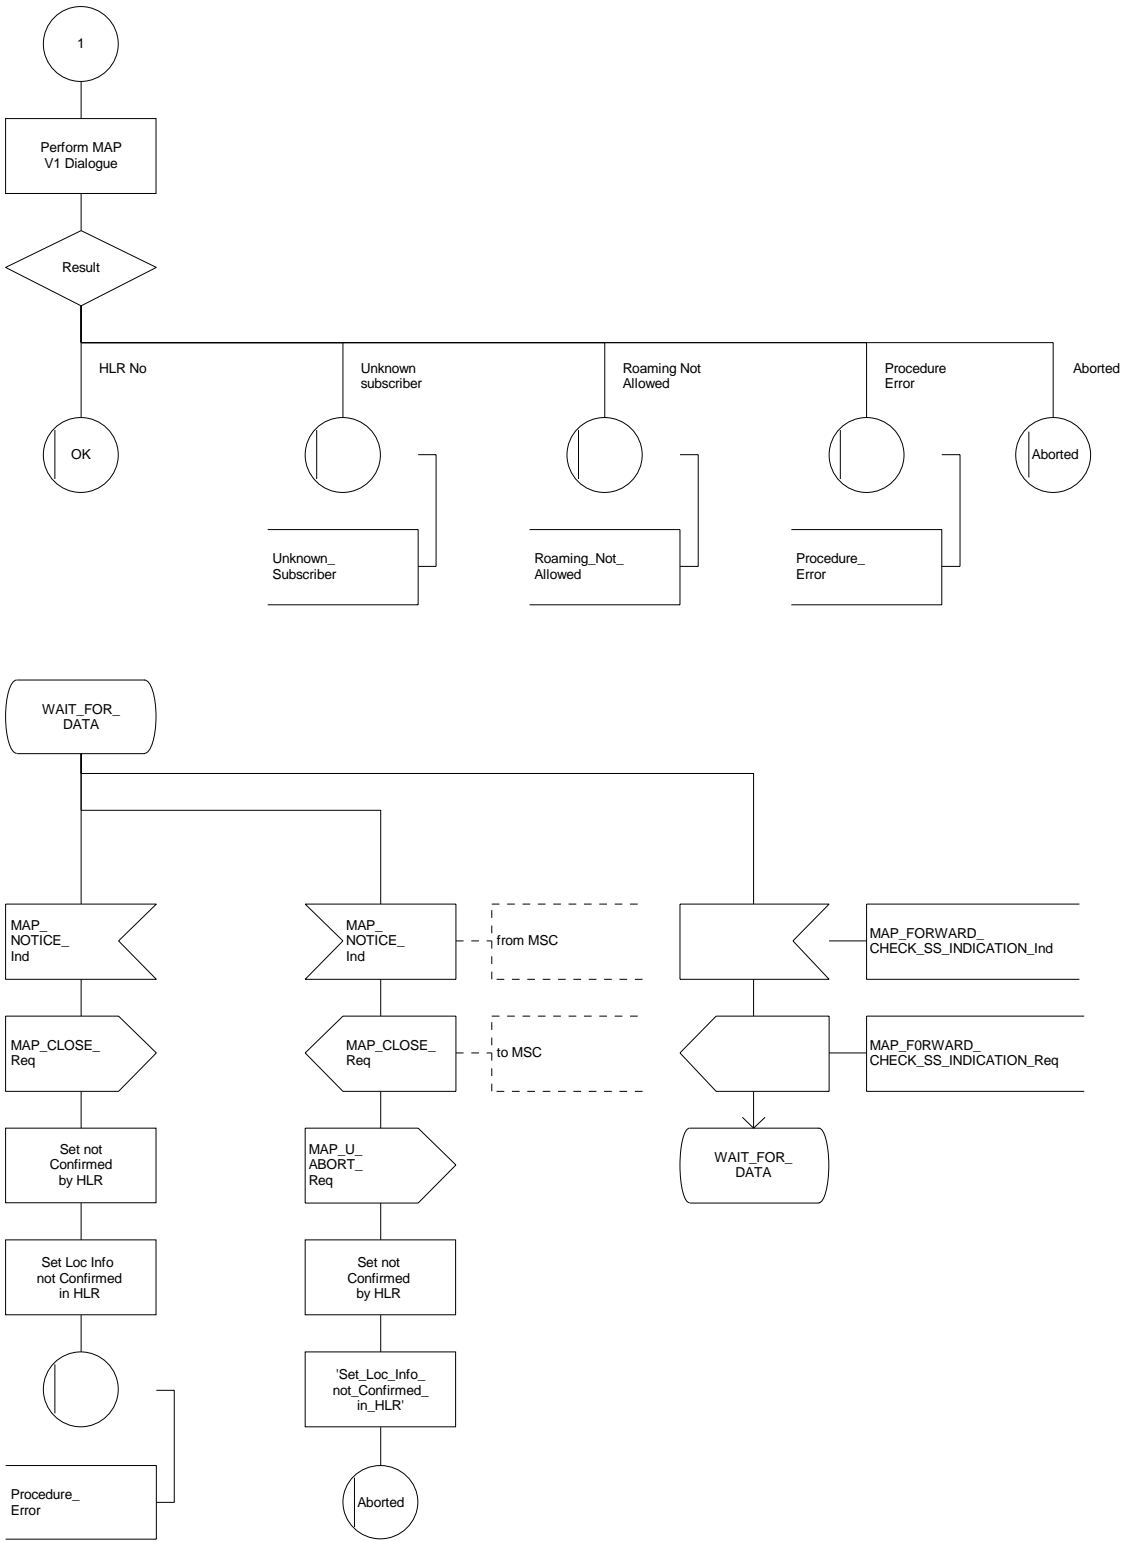 1
Perform MAP
V1 Dialogue
Result
HLR No
Unknown
subscriber
Roaming Not
Allowed
Procedure
Error
Aborted
OK
Aborted
Unknown_
Subscriber
Roaming_Not_
Allowed
Procedure_
Error
WAIT_FOR_
DATA
MAP_
NOTICE_
Ind
MAP_
NOTICE_
Ind
from MSC
MAP_FORWARD_
CHECK_SS_INDICATION_Ind
MAP_CLOSE_
Req
MAP_CLOSE_
Req
to MSC
MAP_F0RWARD_
CHECK_SS_INDICATION_Req
Set not
Confirmed
by HLR
MAP_U_
ABORT_
Req
WAIT_FOR_
DATA
Set Loc Info
not Confirmed
in HLR
Set not
Confirmed
by HLR
'Set_Loc_Info_
not_Confirmed_
in_HLR'
Procedure_
Error
Aborted